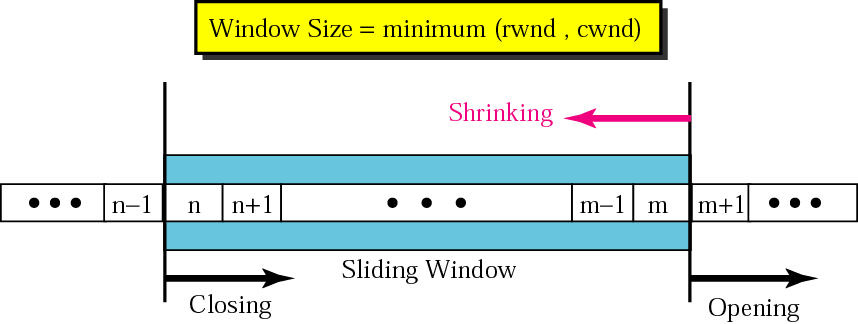 Window Size = minimum (rwnd , cwnd)
Shrinking
••• n–1 n n+1 • • • m–1 m m+1 •••
Sliding Window
Closing
Opening